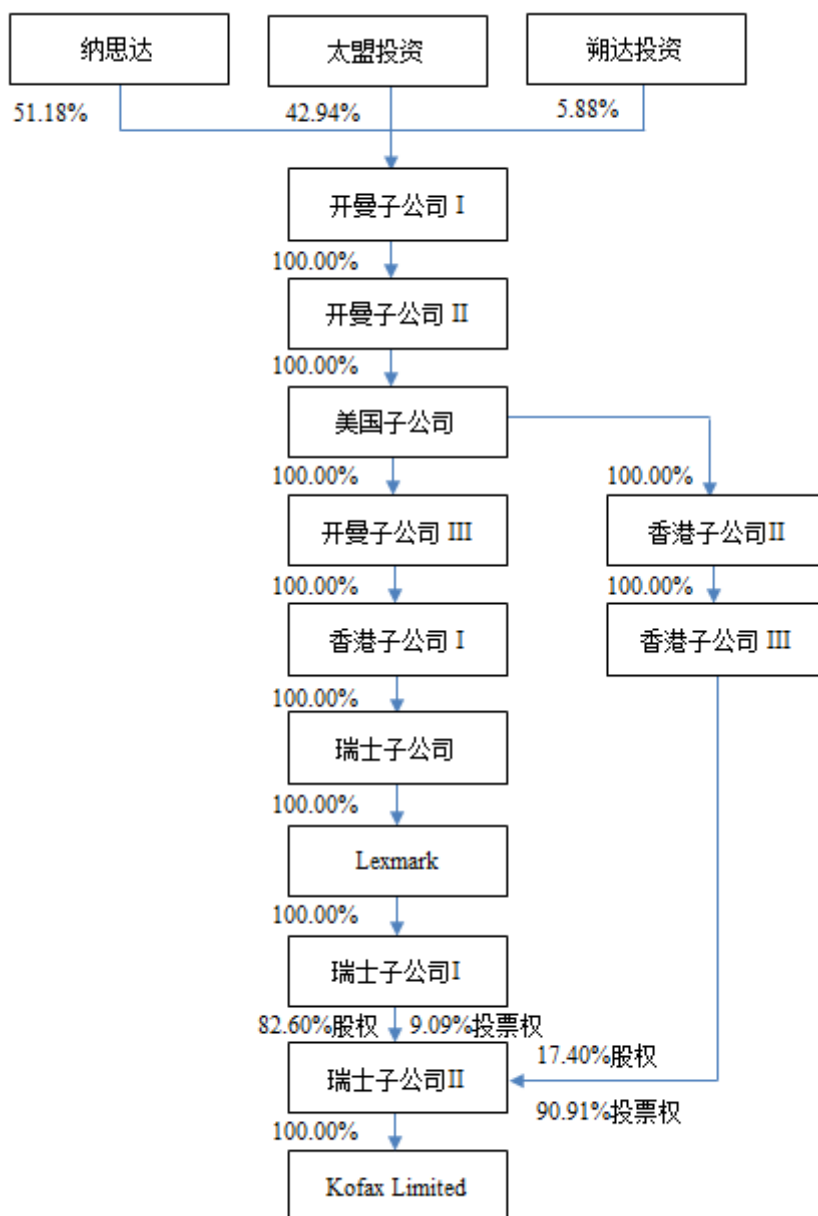 纳思达
太盟投资
朔达投资
51.18%
42.94%
5.88%
开曼子公司 I
100.00%
开曼子公司 II
100.00%
美国子公司
100.00%
100.00%
开曼子公司 III
香港子公司II
100.00%
100.00%
香港子公司 I
香港子公司 III
100.00%
瑞士子公司
100.00%
Lexmark
100.00%
瑞士子公司I
82.60%股权
9.09%投票权
17.40%股权
瑞士子公司II
90.91%投票权
100.00%
Kofax Limited